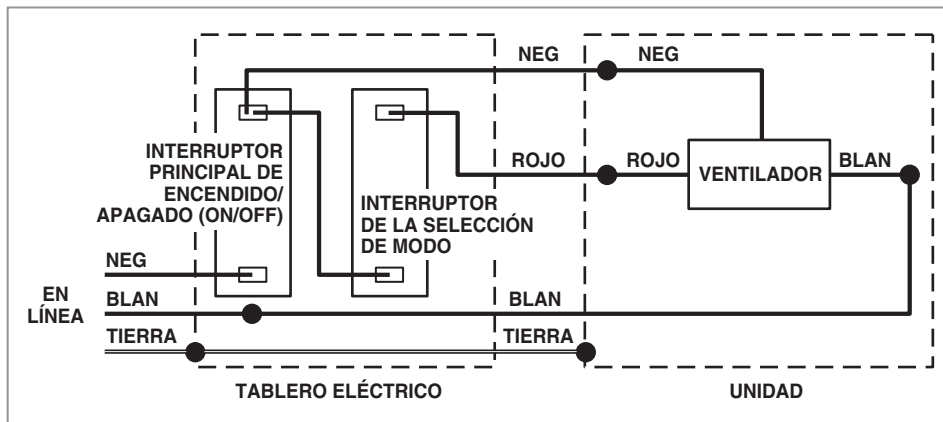 NEG
NEG
INTERRUPTOR
PRINCIPAL DE
ENCENDIDO/
APAGADO (ON/OFF)
ROJO
ROJO
VENTILADOR
BLAN
INTERRUPTOR
DE LA SELECCIÓN
DE MODO
NEG
EN
LÍNEA
BLAN
BLAN
TIERRA
TIERRA
TABLERO ELÉCTRICO
UNIDAD